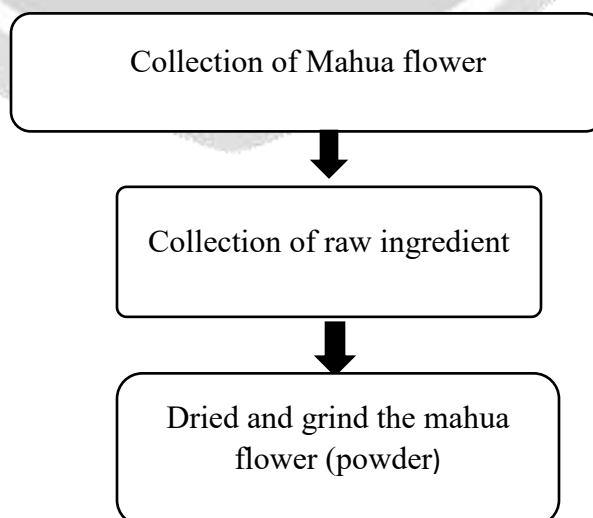 Collection of Mahua flower
Collection of raw ingredient
Dried and grind the mahua
flower (powder)